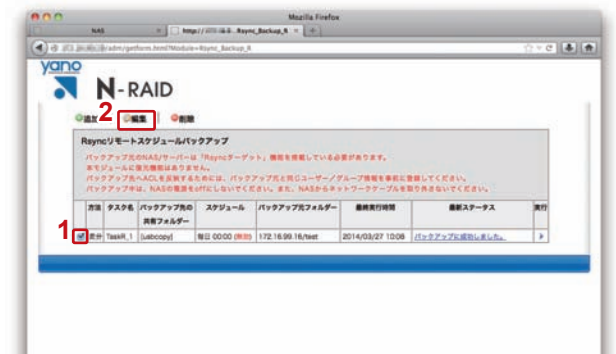 Mozilla Firefox
NAS
http:// Rsync_Backup_R
/adm/getform.html?Module=Rsync_Backup_R
yano
N-RAID
追加 2 編集 削除
Rsyncリモートスケジュールバックアップ
バックアップ元のNAS/サーバーは「Rsyncターゲット」機能を搭載している必要があります。
本モジュールに復元機能はありません。
バックアップ先へACLを反映するためには、バックアップ元と同じユーザー／グループ情報を事前に登録してください。
バックアップ中は、NASの電源をoffにしないでください。また、NASからネットワークケーブルを取り外さないでください。
方法 タスク名 バックアップ先の共有フォルダー スケジュール バックアップ元フォルダー 最終実行時間 最新ステータス 実行
1 差分 TaskR_1 [usbcopy] 毎日 00:00 (無効) 172.16.99.16/test 2014/03/27 10:08 バックアップに成功しました。